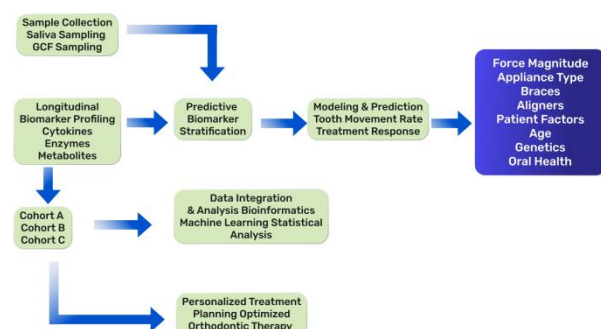 Sample Collection
Saliva Sampling
GCF Sampling
Longitudinal
Biomarker Profiling
Cytokines
Enzymes
Metabolites
Predictive
Biomarker
Stratification
Modeling & Prediction
Tooth Movement Rate
Treatment Response
Force Magnitude
Appliance Type
Braces
Aligners
Patient Factors
Age
Genetics
Oral Health
Cohort A
Cohort B
Cohort C
Data Integration
& Analysis Bioinformatics
Machine Learning Statistical
Analysis
Personalized Treatment
Planning Optimized
Orthodontic Therapy